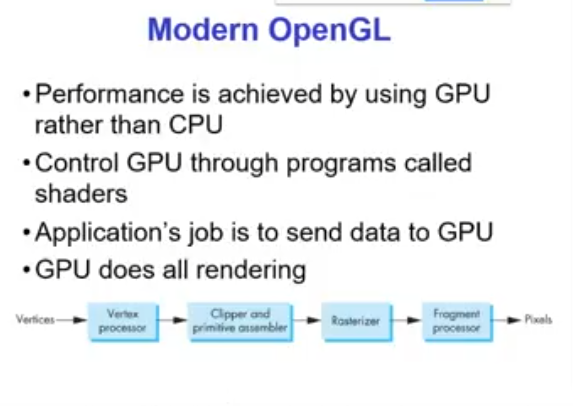 Modern OpenGL
• Performance is achieved by using GPU
rather than CPU
• Control GPU through programs called
shaders
• Application's job is to send data to GPU
• GPU does all rendering
Vertices
Vertex
processor
Clipper and
primitive assembler
Rasterizer
Fragment
processor
Pixels